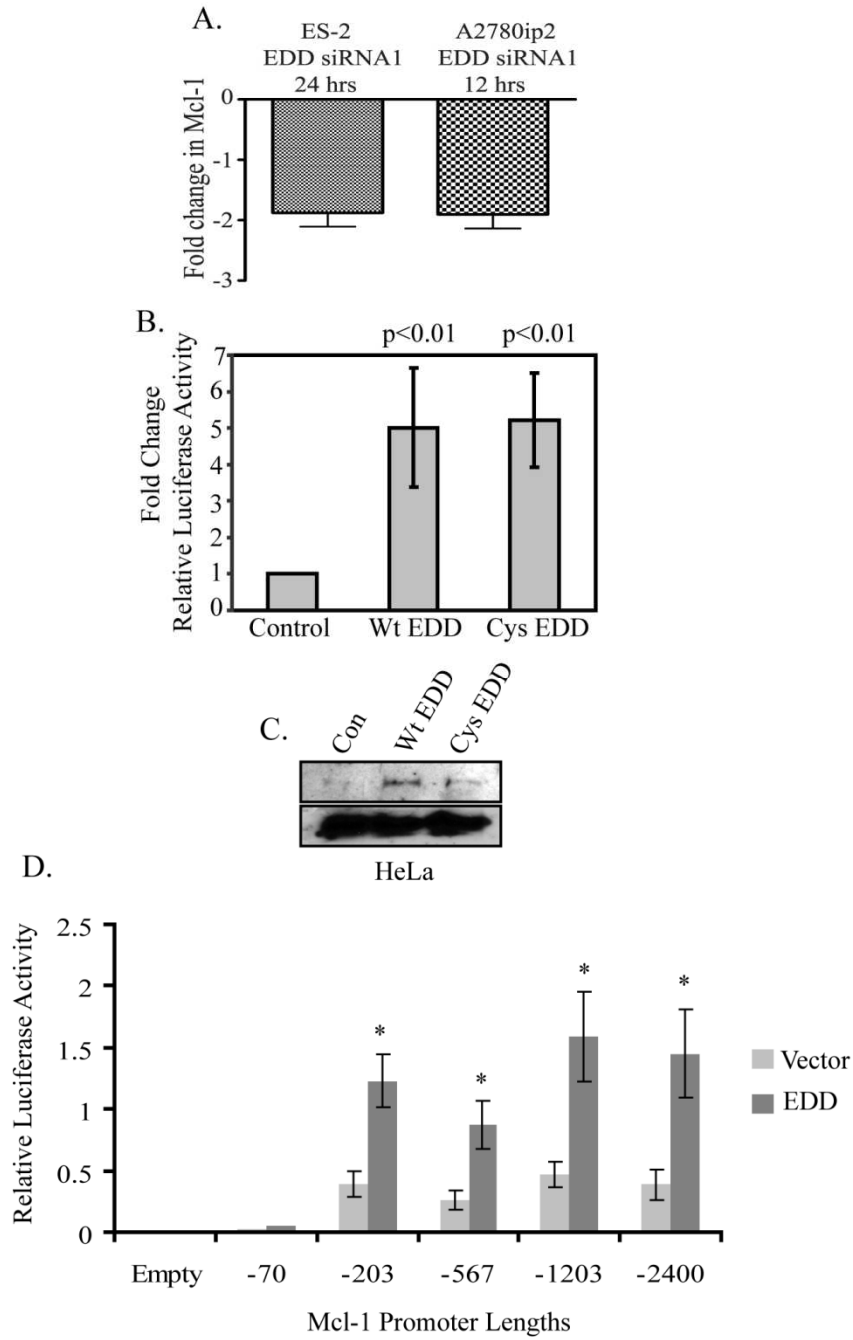 A.
ES-2
EDD siRNA1
24 hrs
A2780ip2
EDD siRNA1
12 hrs
Fold change in Mcl-1
0
-1
-2
-3
B.
p<0.01
p<0.01
Fold Change
Relative Luciferase Activity
7
6
5
4
3
2
1
0
Control
Wt EDD
Cys EDD
C.
Con
Wt EDD
Cys EDD
HeLa
D.
Relative Luciferase Activity
2.5
2
1.5
1
0.5
0
*
*
*
*
Vector
EDD
Empty
-70
-203
-567
-1203
-2400
Mcl-1 Promoter Lengths